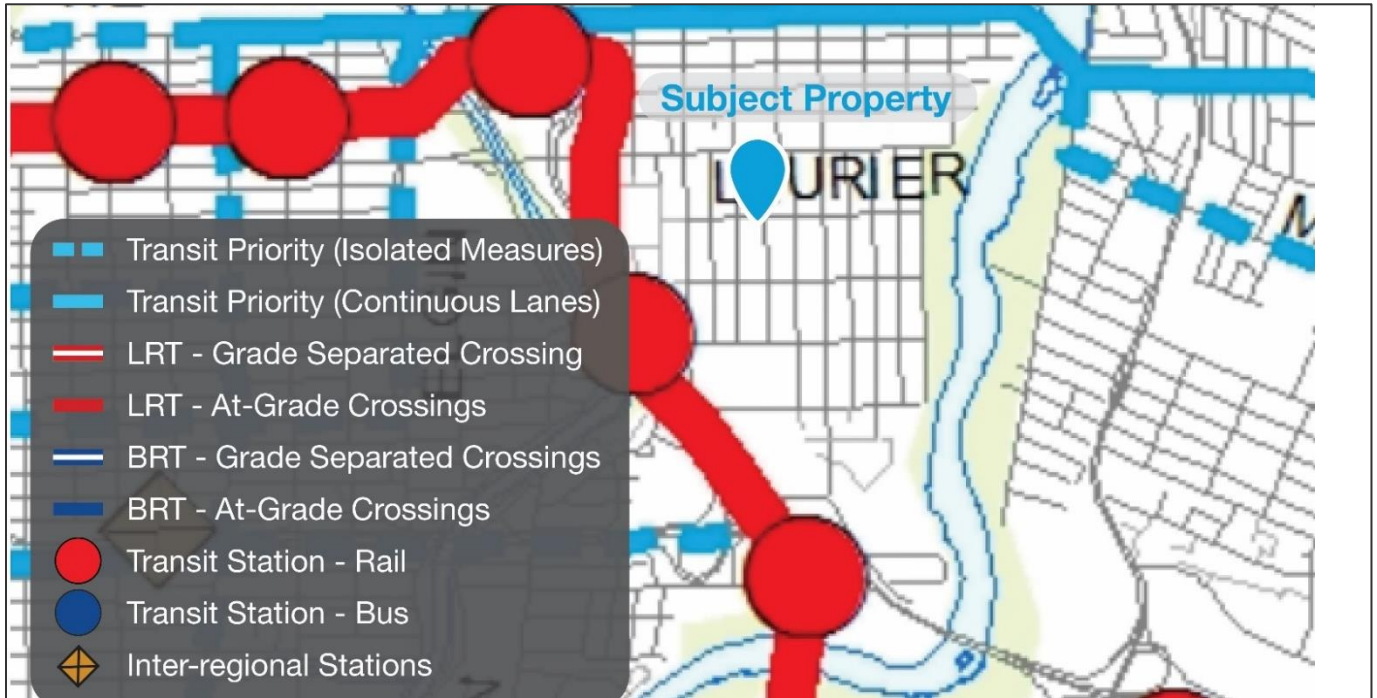 Subject Property
LAURIER
Transit Priority (Isolated Measures)
Transit Priority (Continuous Lanes)
LRT - Grade Separated Crossing
LRT - At-Grade Crossings
BRT - Grade Separated Crossings
BRT - At-Grade Crossings
Transit Station - Rail
Transit Station - Bus
Inter-regional Stations